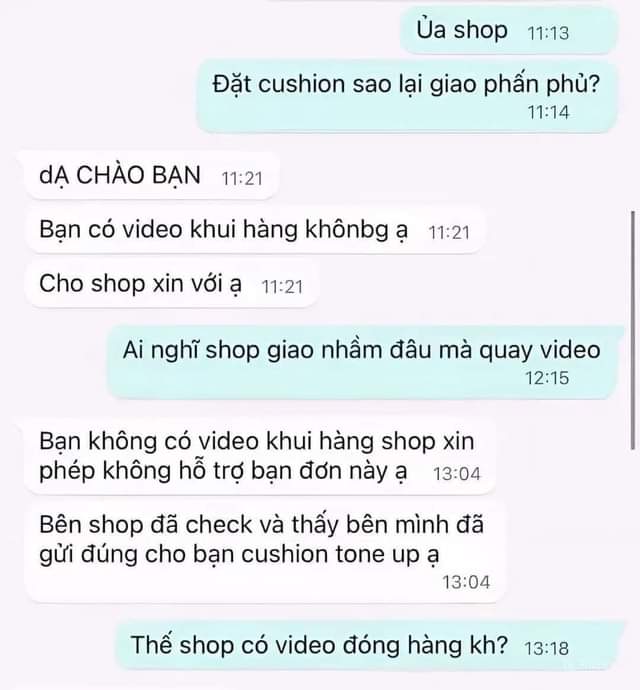 Ủa shop 11:13
Đặt cushion sao lại giao phấn phủ?
11:14
dẠ CHÀO BẠN 11:21
Bạn có video khui hàng khônbg ạ 11:21
Cho shop xin với ạ 11:21
Ai nghĩ shop giao nhầm đâu mà quay video
12:15
Bạn không có video khui hàng shop xin
phép không hỗ trợ bạn đơn này ạ 13:04
Bên shop đã check và thấy bên mình đã
gửi đúng cho bạn cushion tone up ạ
13:04
Thế shop có video đóng hàng kh? 13:18